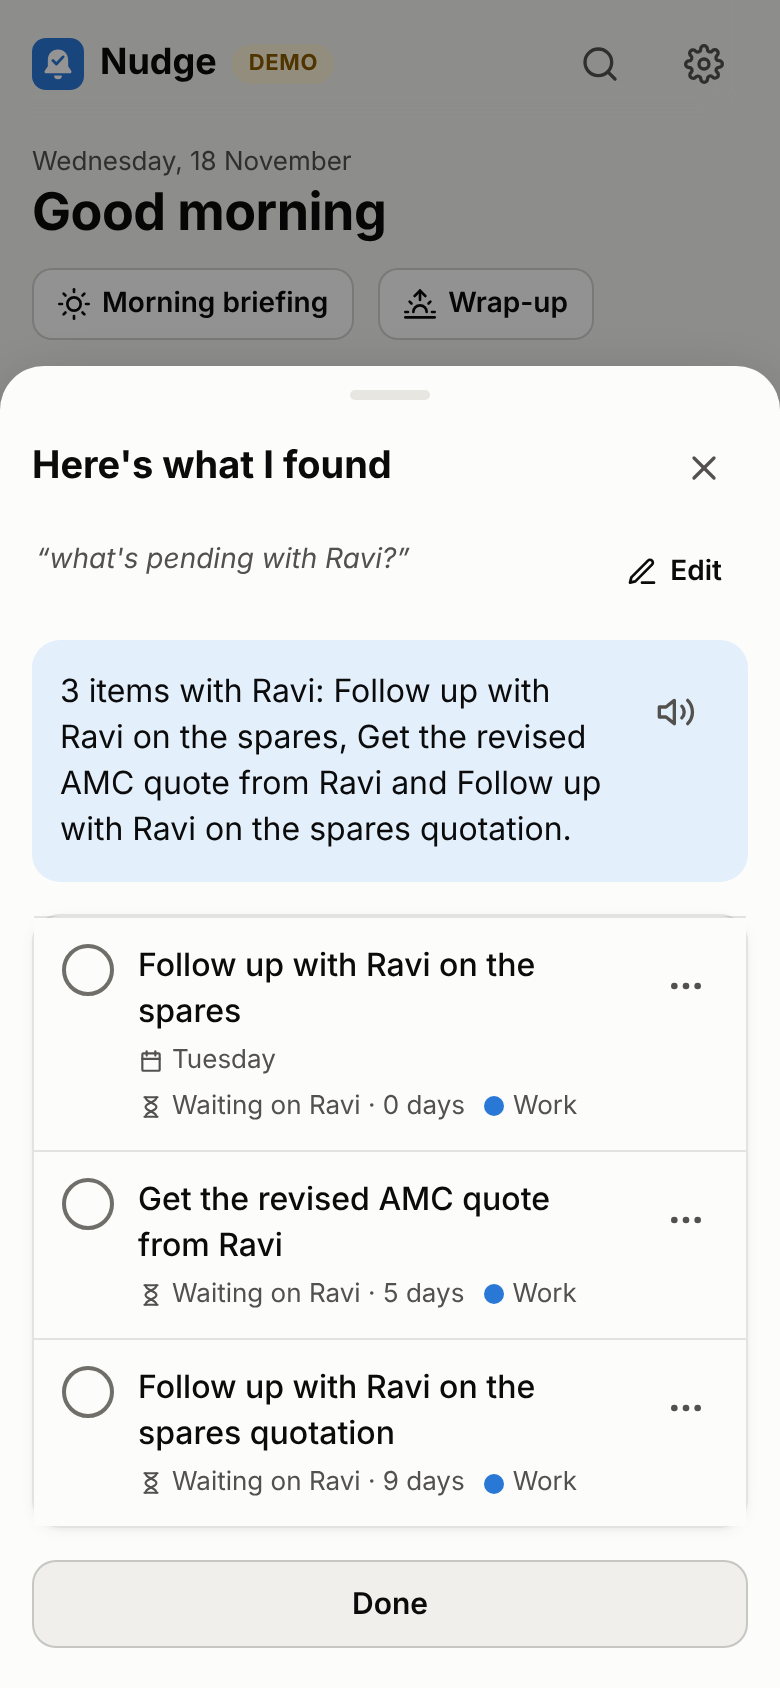 Nudge DEMO
Wednesday, 18 November
Good morning
Morning briefing
Wrap-up
Here's what I found
“what's pending with Ravi?”
Edit
3 items with Ravi: Follow up with
Ravi on the spares, Get the revised
AMC quote from Ravi and Follow up
with Ravi on the spares quotation.
Follow up with Ravi on the
spares
Tuesday
Waiting on Ravi · 0 days
Work
Get the revised AMC quote
from Ravi
Waiting on Ravi · 5 days
Work
Follow up with Ravi on the
spares quotation
Waiting on Ravi · 9 days
Work
Done